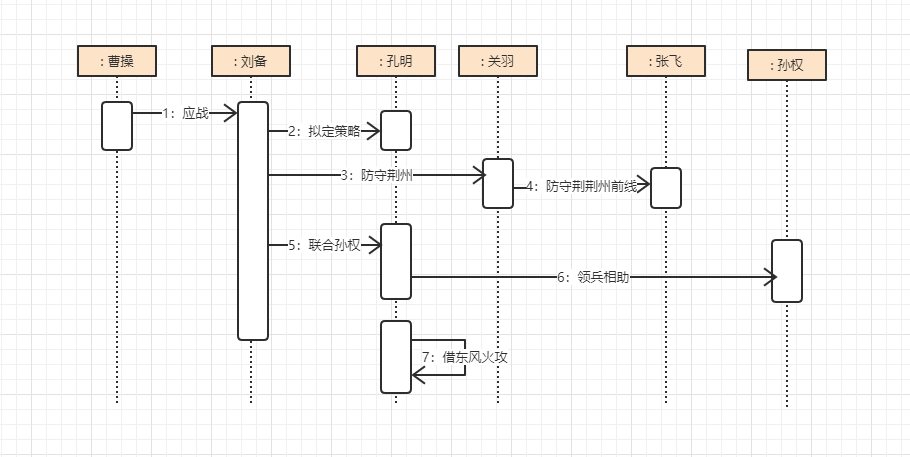 : 曹操
: 刘备
: 孔明
: 关羽
: 张飞
: 孙权
1: 应战
2: 拟定策略
3: 防守荆州
4: 防守荆荆州前线
5: 联合孙权
6: 领兵相助
7: 借东风火攻